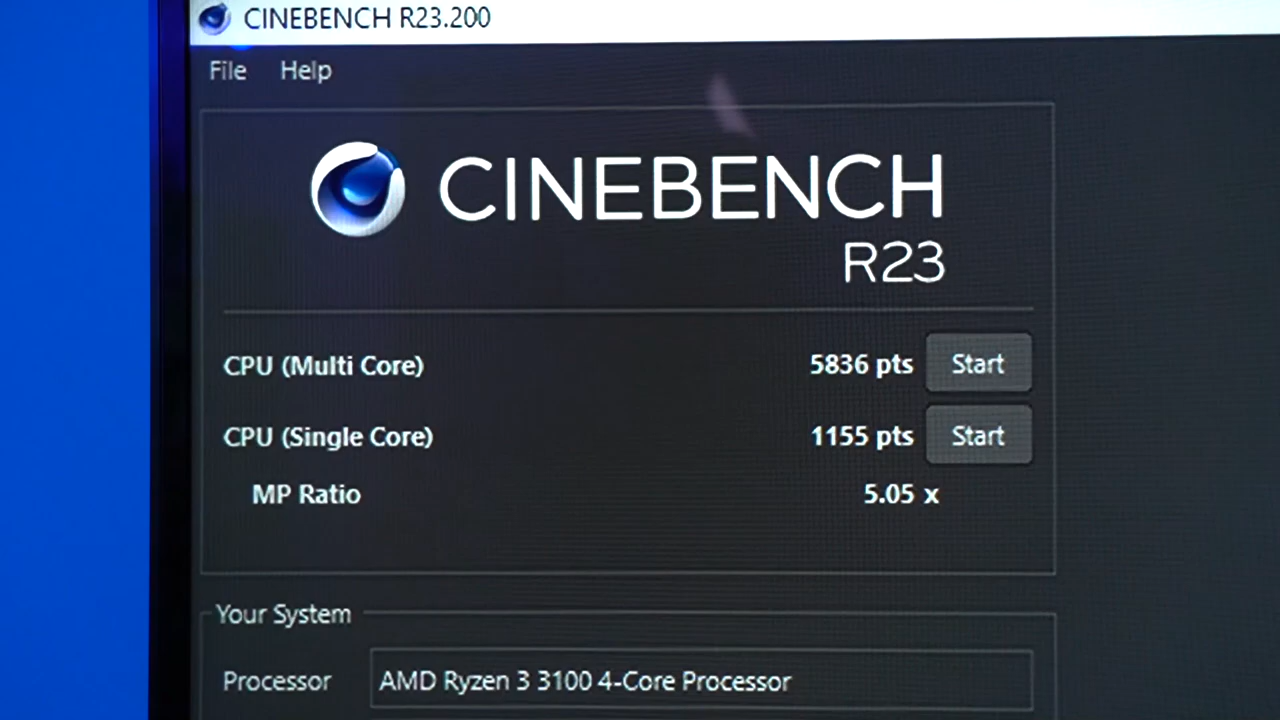 CINEBENCH R23.200
File Help
CINEBENCH
R23
CPU (Multi Core) 5836 pts Start
CPU (Single Core) 1155 pts Start
MP Ratio 5.05 x
Your System
Processor AMD Ryzen 3 3100 4-Core Processor